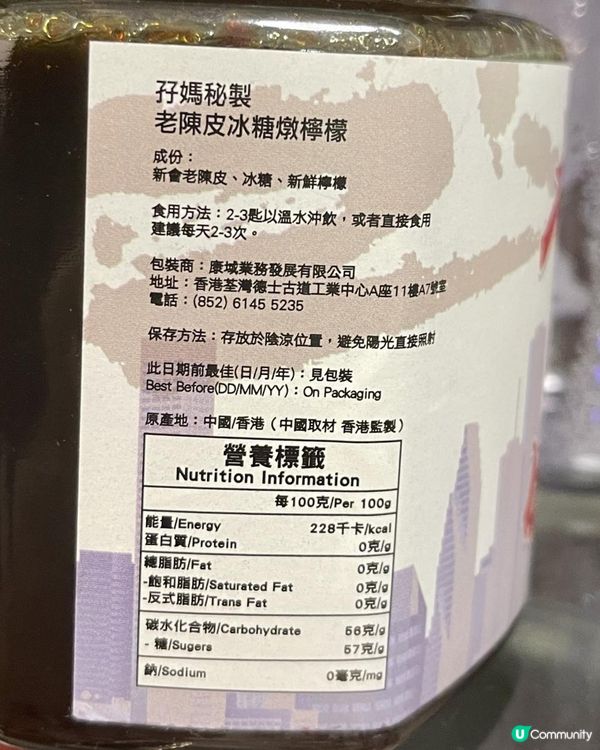 孖媽秘製
老陳皮冰糖燉檸檬
成份：
新會老陳皮、冰糖、新鮮檸檬
食用方法：2-3匙以溫水沖飲，或者直接食用
建議每天2-3次。
包裝商：康域業務發展有限公司
地址：香港荃灣德士古道工業中心A座11樓A7號室
電話：(852) 6145 5235
保存方法：存放於陰涼位置，避免陽光直接照射
此日期前最佳(日/月/年)：見包裝
Best Before(DD/MM/YY)：On Packaging
原產地：中國/香港（中國取材 香港監製）
營養標籤
Nutrition Information
每100克/Per 100g
能量/Energy 228千卡/kcal
蛋白質/Protein 0克/g
總脂肪/Fat 0克/g
-飽和脂肪/Saturated Fat 0克/g
-反式脂肪/Trans Fat 0克/g
碳水化合物/Carbohydrate 56克/g
- 糖/Sugers 57克/g
鈉/Sodium 0毫克/mg
U Community